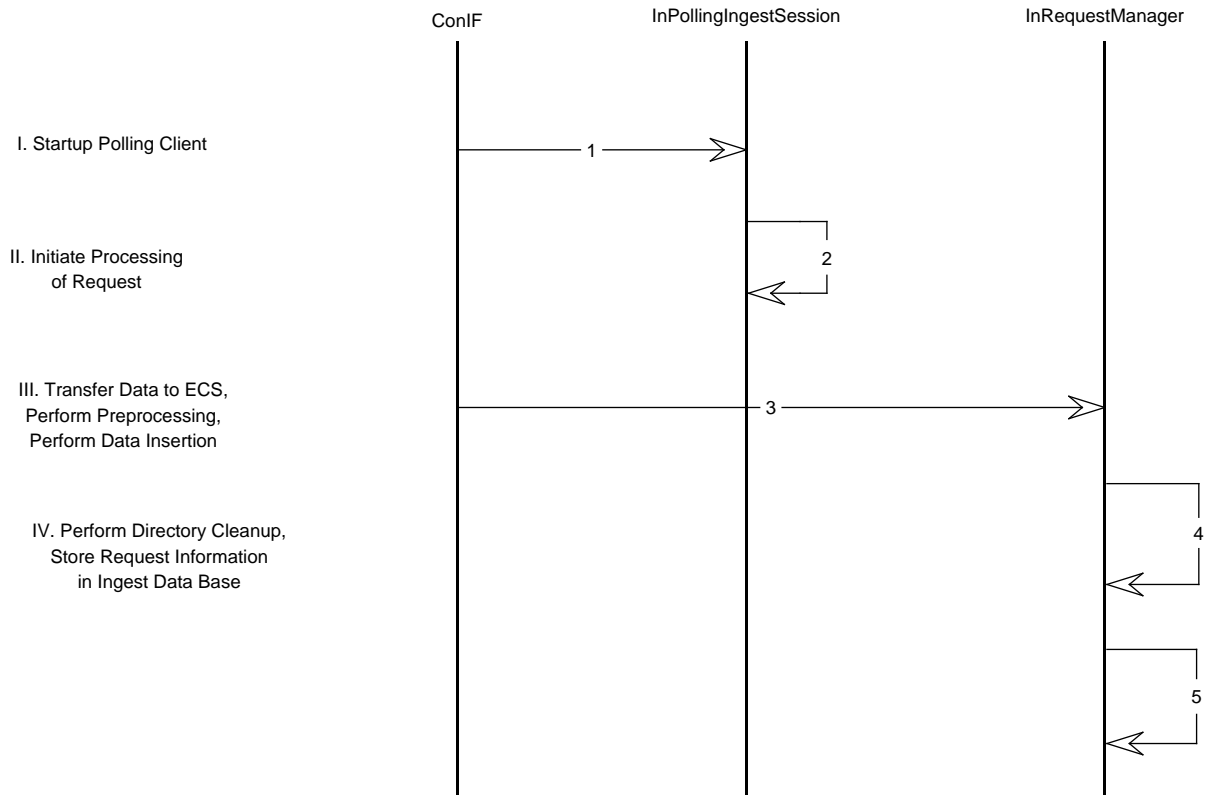 ConIF
InPollingIngestSession
InRequestManager
I. Startup Polling Client
1
II. Initiate Processing
of Request
2
III. Transfer Data to ECS,
Perform Preprocessing,
Perform Data Insertion
3
IV. Perform Directory Cleanup,
Store Request Information
in Ingest Data Base
4
5